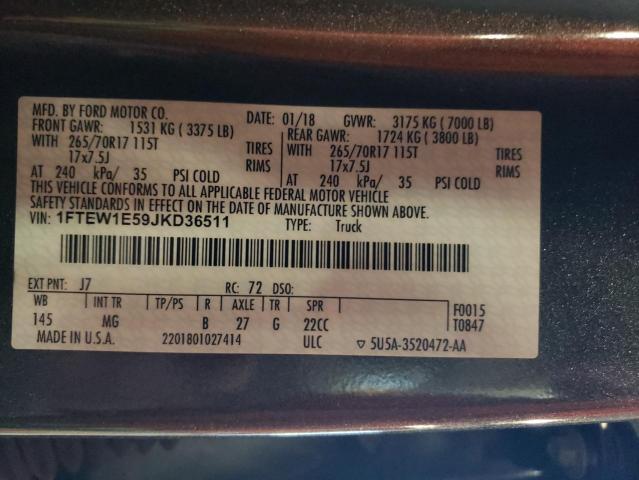 MFD. BY FORD MOTOR CO.
DATE: 01/18 GVWR: 3175 KG ( 7000 LB)
FRONT GAWR: 1531 KG ( 3375 LB) REAR GAWR: 1724 KG ( 3800 LB)
WITH 265/70R17 115T TIRES WITH 265/70R17 115T TIRES
17x7.5J RIMS 17x7.5J RIMS
AT 240 kPa/ 35 PSI COLD AT 240 kPa/ 35 PSI COLD
THIS VEHICLE CONFORMS TO ALL APPLICABLE FEDERAL MOTOR VEHICLE
SAFETY STANDARDS IN EFFECT ON THE DATE OF MANUFACTURE SHOWN ABOVE.
VIN: 1FTEW1E59JKD36511 TYPE: Truck
EXT PNT: J7 RC: 72 DSO:
WB INT TR TP/PS R AXLE TR SPR F0015
145 MG B 27 G 22CC T0847
MADE IN U.S.A. 2201801027414 ULC ▽ 5U5A-3520472-AA